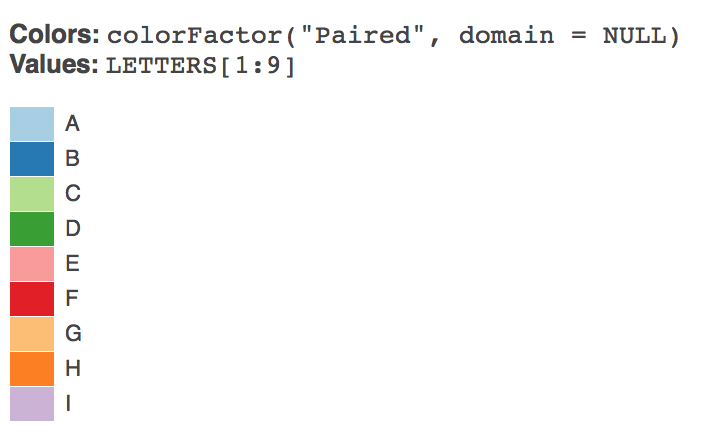 Colors: colorFactor("Paired", domain = NULL)
Values: LETTERS[1:9]
A
B
C
D
E
F
G
H
I